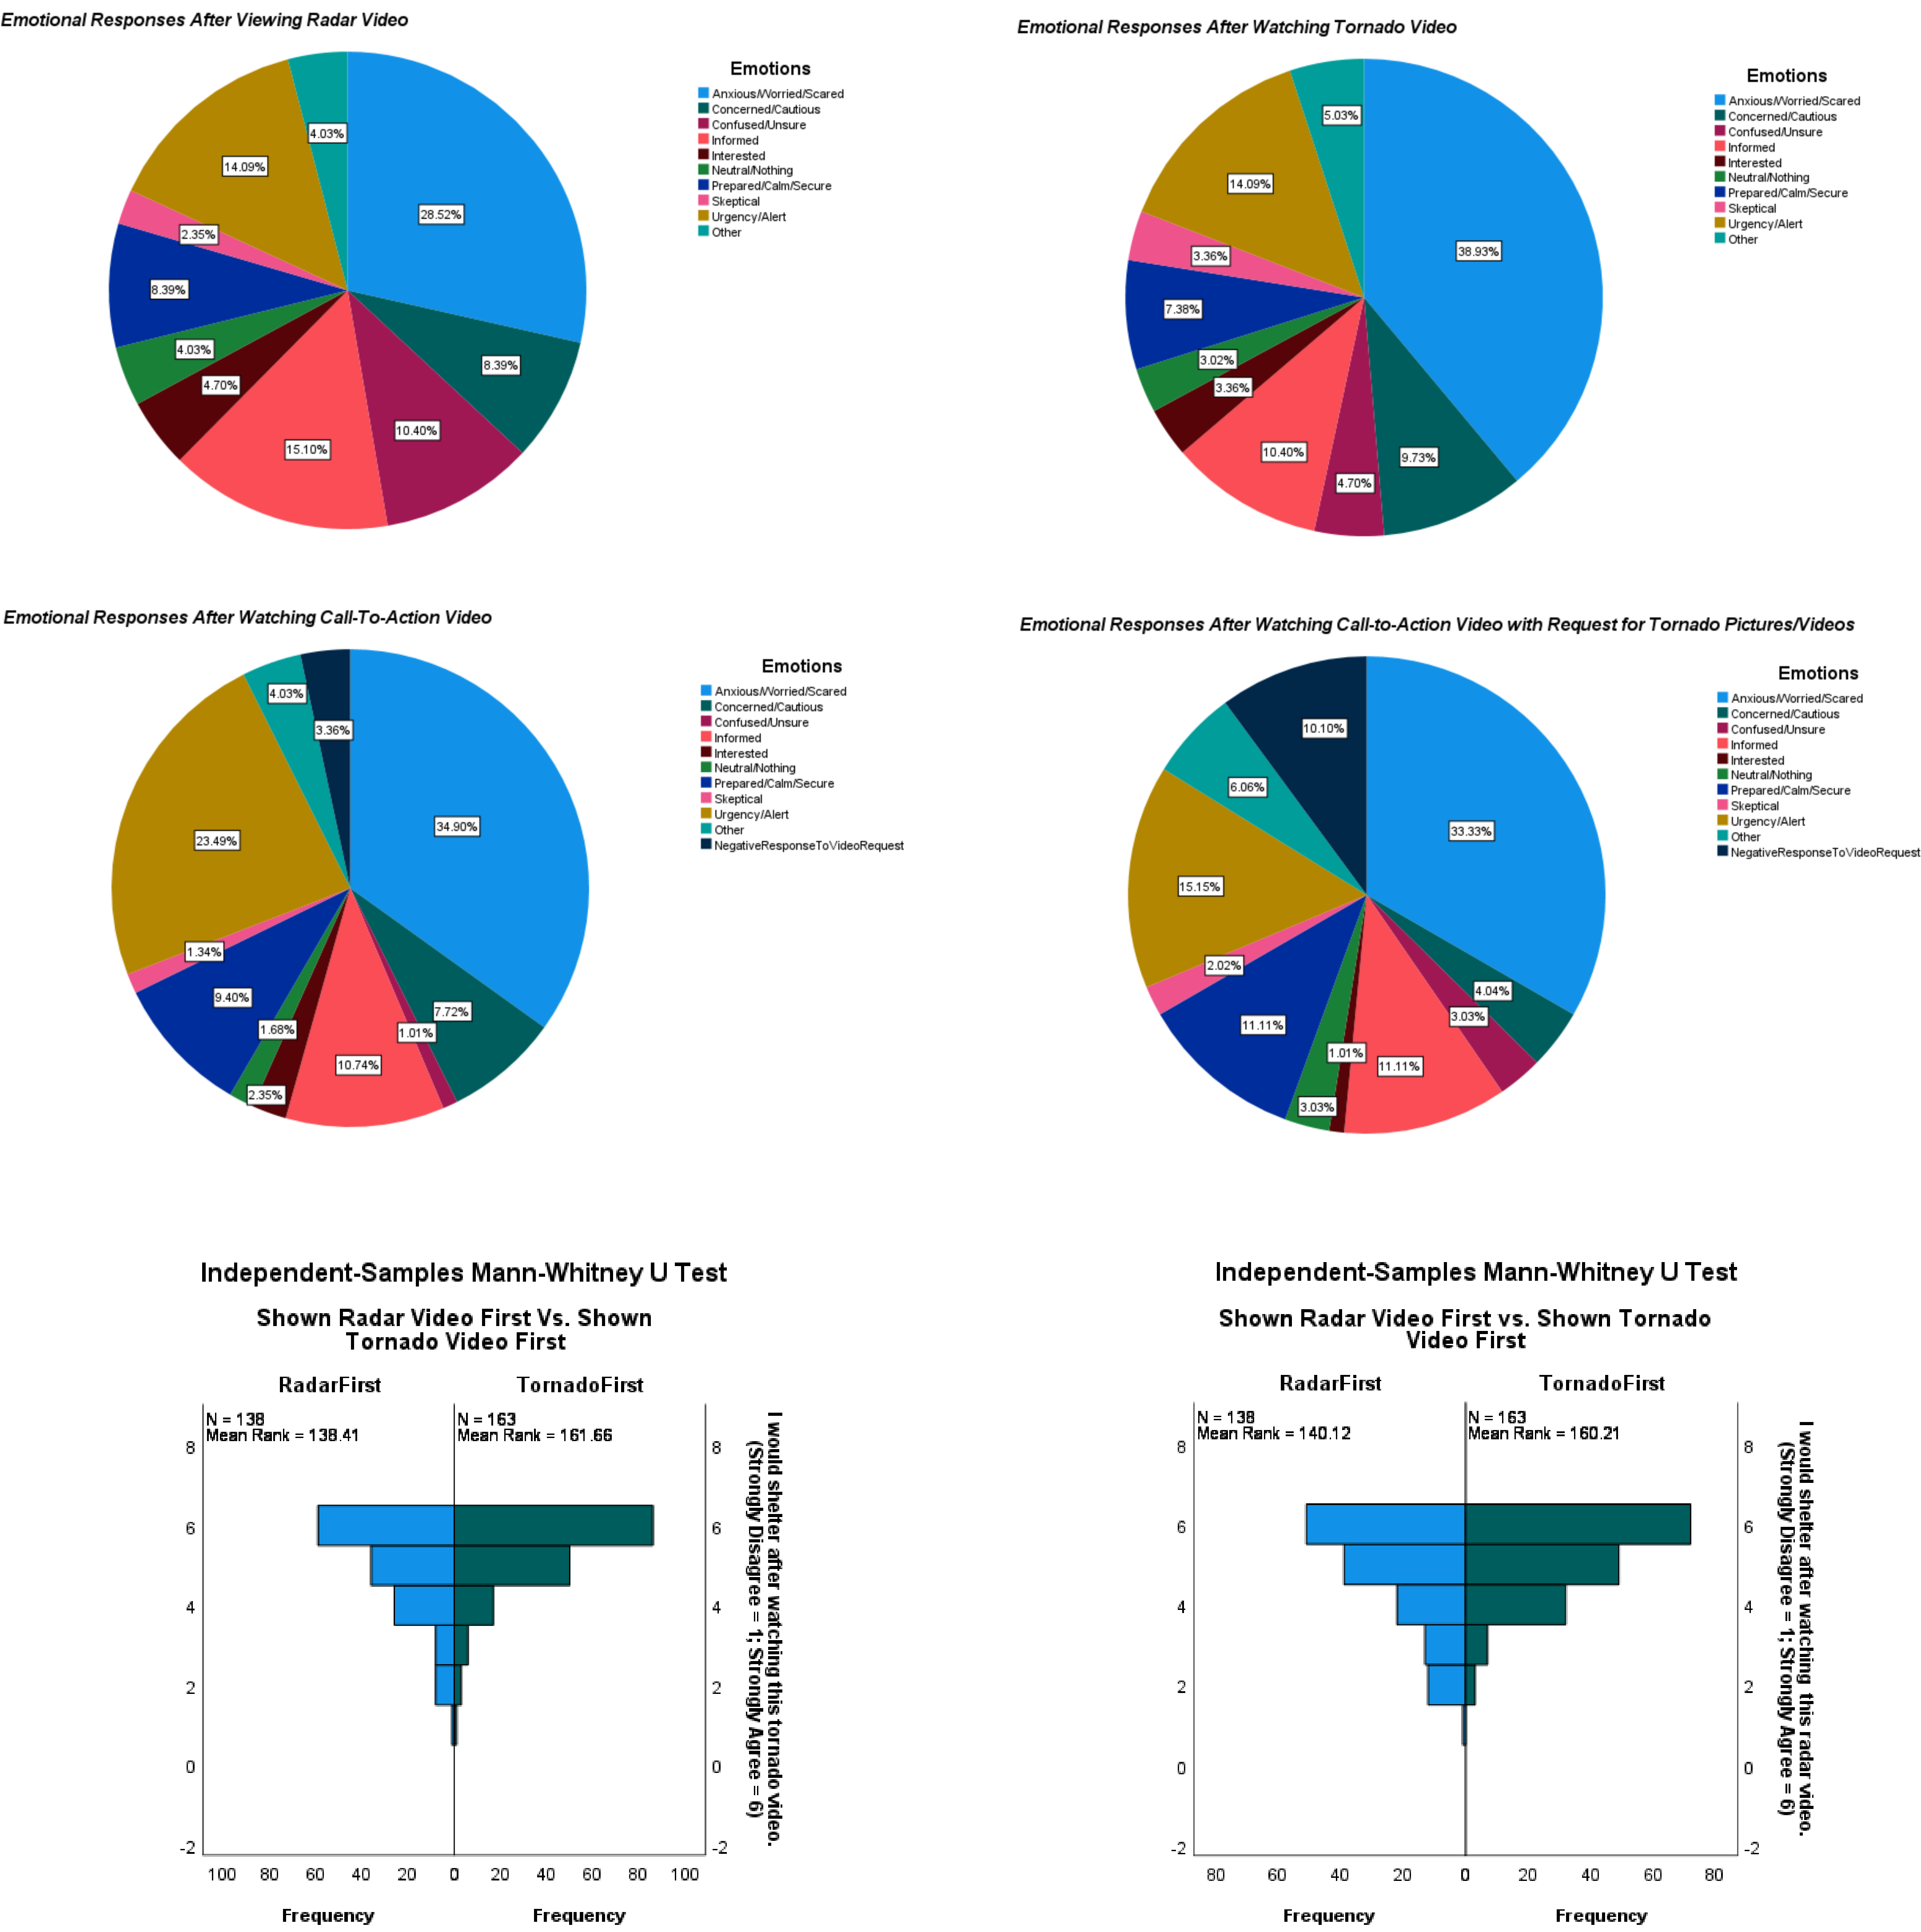 Emotional Responses After Viewing Radar Video
Emotions
Anxious/Worried/Scared
Concerned/Cautious
Confused/Unsure
Informed
Interested
Neutral/Nothing
Prepared/Calm/Secure
Skeptical
Urgency/Alert
Other
4.03%
14.09%
28.52%
2.35%
8.39%
4.03%
8.39%
4.70%
10.40%
15.10%
Emotional Responses After Watching Tornado Video
Emotions
Anxious/Worried/Scared
Concerned/Cautious
Confused/Unsure
Informed
Interested
Neutral/Nothing
Prepared/Calm/Secure
Skeptical
Urgency/Alert
Other
5.03%
14.09%
38.93%
3.36%
7.38%
3.02%
3.36%
10.40%
9.73%
4.70%
Emotional Responses After Watching Call-To-Action Video
Emotions
Anxious/Worried/Scared
Concerned/Cautious
Confused/Unsure
Informed
Interested
Neutral/Nothing
Prepared/Calm/Secure
Skeptical
Urgency/Alert
Other
NegativeResponseToVideoRequest
4.03%
3.36%
34.90%
23.49%
1.34%
9.40%
7.72%
1.68%
1.01%
10.74%
2.35%
Emotional Responses After Watching Call-to-Action Video with Request for Tornado Pictures/Videos
Emotions
Anxious/Worried/Scared
Concerned/Cautious
Confused/Unsure
Informed
Interested
Neutral/Nothing
Prepared/Calm/Secure
Skeptical
Urgency/Alert
Other
NegativeResponseToVideoRequest
10.10%
6.06%
33.33%
15.15%
2.02%
4.04%
3.03%
11.11%
1.01%
11.11%
3.03%
Independent-Samples Mann-Whitney U Test
Shown Radar Video First Vs. Shown
Tornado Video First
RadarFirst
TornadoFirst
N = 138
Mean Rank = 138.41
N = 163
Mean Rank = 161.66
8
6
4
2
0
-2
8
6
4
2
0
-2
I would shelter after watching this tornado video.
(Strongly Disagree = 1; Strongly Agree = 6)
100 80 60 40 20 0 20 40 60 80 100
Frequency
Frequency
Independent-Samples Mann-Whitney U Test
Shown Radar Video First vs. Shown Tornado
Video First
RadarFirst
TornadoFirst
N = 138
Mean Rank = 140.12
N = 163
Mean Rank = 160.21
8
6
4
2
0
-2
8
6
4
2
0
-2
I would shelter after watching this radar video.
(Strongly Disagree = 1; Strongly Agree = 6)
80 60 40 20 0 20 40 60 80
Frequency
Frequency